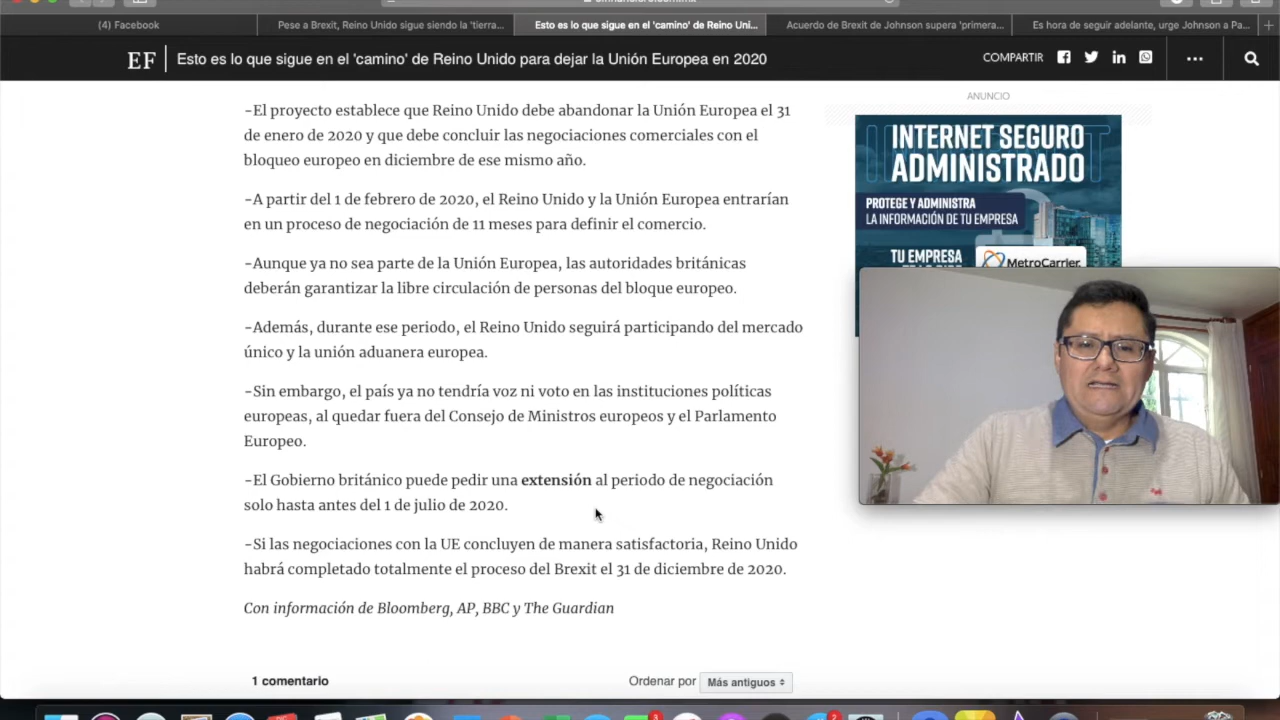 (4) Facebook
Pese a Brexit, Reino Unido sigue siendo la 'tierra...
Esto es lo que sigue en el 'camino' de Reino Uni...
Acuerdo de Brexit de Johnson supera 'primera...
Es hora de seguir adelante, urge Johnson a Pa...
EF
Esto es lo que sigue en el 'camino' de Reino Unido para dejar la Unión Europea en 2020
COMPARTIR
-El proyecto establece que Reino Unido debe abandonar la Unión Europea el 31
de enero de 2020 y que debe concluir las negociaciones comerciales con el
bloqueo europeo en diciembre de ese mismo año.
-A partir del 1 de febrero de 2020, el Reino Unido y la Unión Europea entrarían
en un proceso de negociación de 11 meses para definir el comercio.
-Aunque ya no sea parte de la Unión Europea, las autoridades británicas
deberán garantizar la libre circulación de personas del bloque europeo.
-Además, durante ese periodo, el Reino Unido seguirá participando del mercado
único y la unión aduanera europea.
-Sin embargo, el país ya no tendría voz ni voto en las instituciones políticas
europeas, al quedar fuera del Consejo de Ministros europeos y el Parlamento
Europeo.
-El Gobierno británico puede pedir una extensión al periodo de negociación
solo hasta antes del 1 de julio de 2020.
-Si las negociaciones con la UE concluyen de manera satisfactoria, Reino Unido
habrá completado totalmente el proceso del Brexit el 31 de diciembre de 2020.
Con información de Bloomberg, AP, BBC y The Guardian
1 comentario
Ordenar por
Más antiguos
ANUNCIO
INTERNET SEGURO
ADMINISTRADO
PROTEGE Y ADMINISTRA
LA INFORMACIÓN DE TU EMPRESA
TU EMPRESA
MetroCarrier